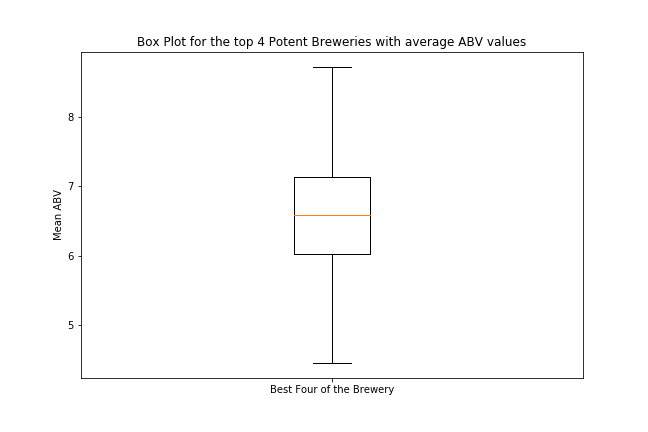 Box Plot for the top 4 Potent Breweries with average ABV values
8
7
6
5
Mean ABV
Best Four of the Brewery